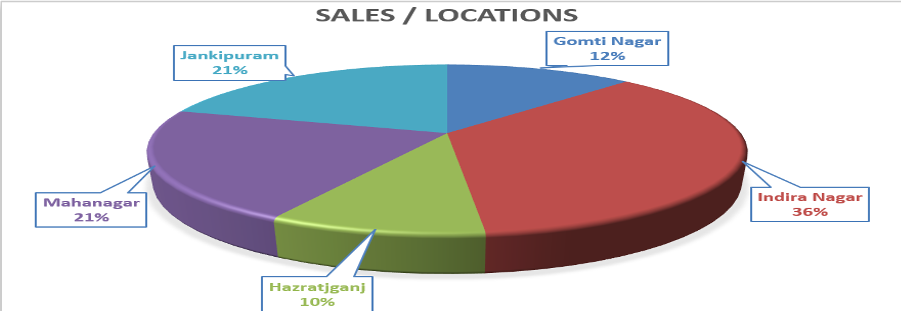 SALES / LOCATIONS
Gomti Nagar
12%
Jankipuram
21%
Indira Nagar
36%
Mahanagar
21%
Hazratjganj
10%